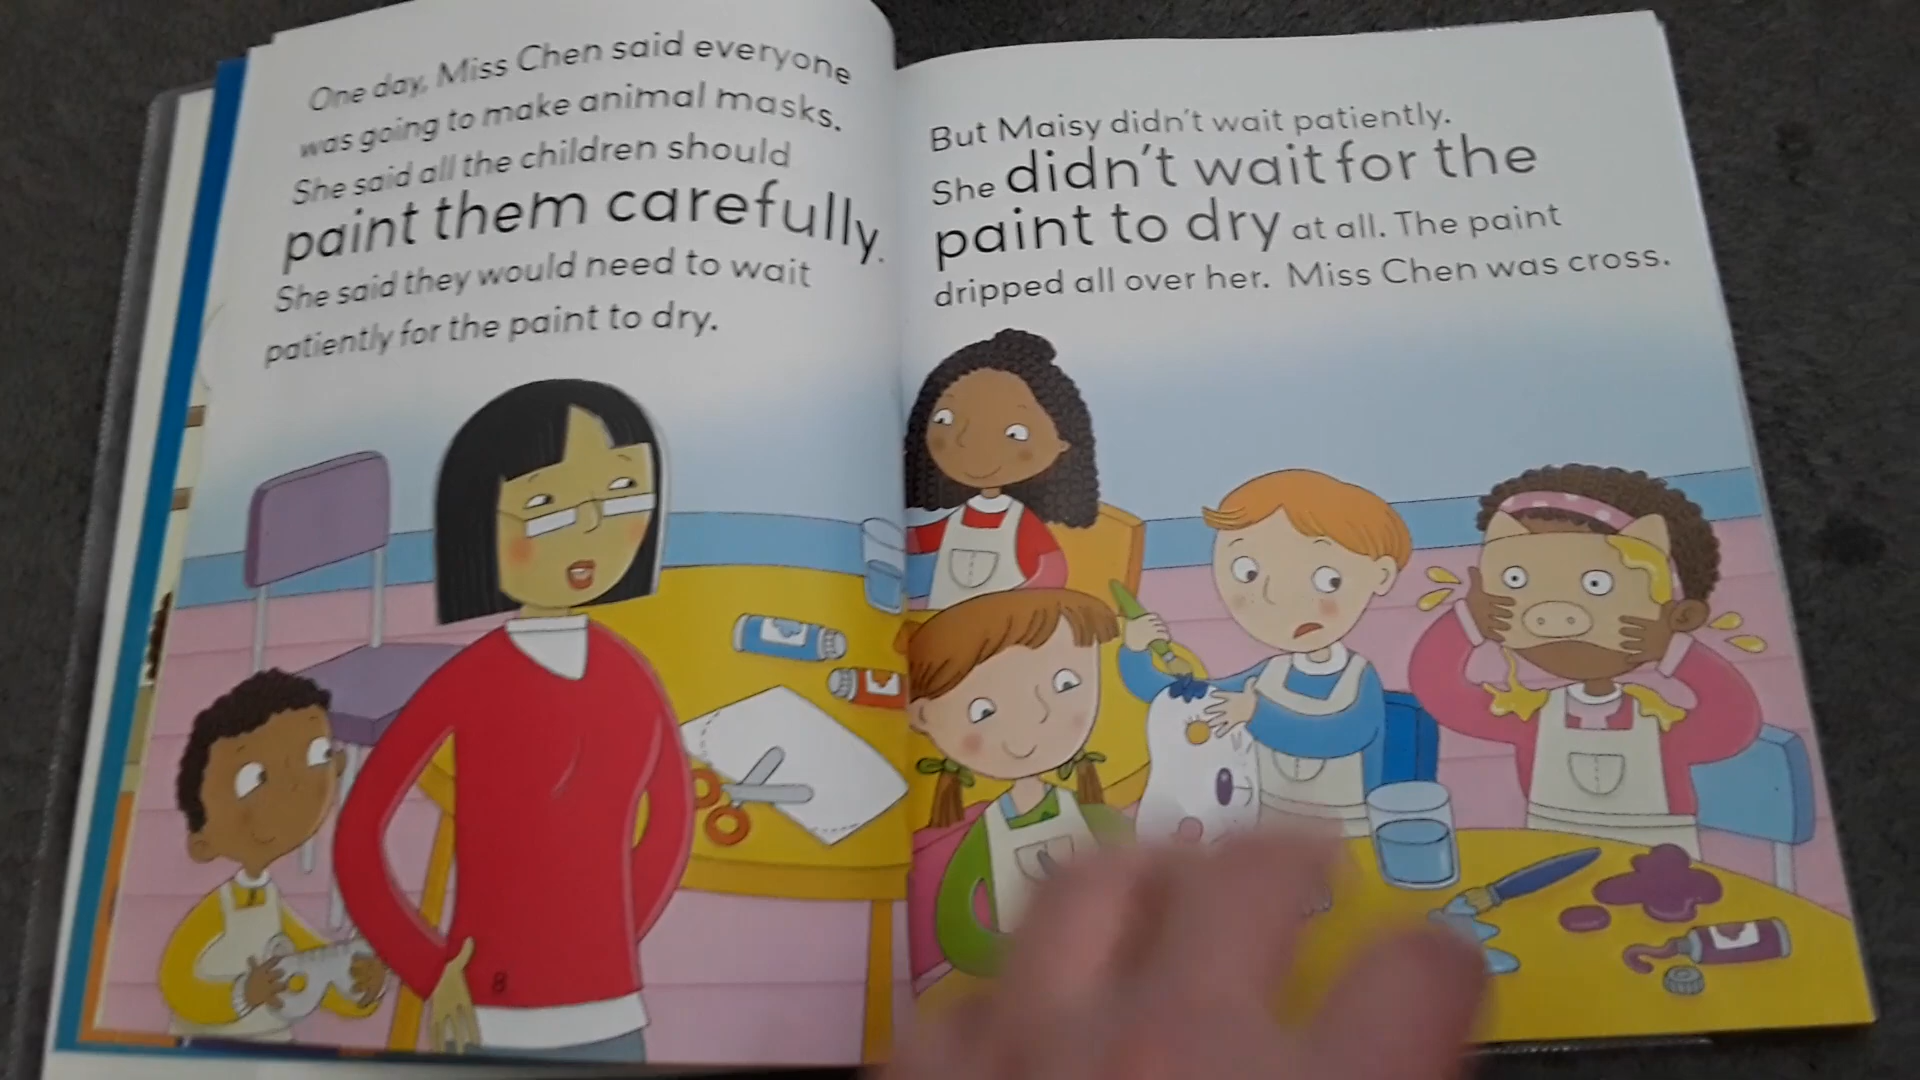 One day, Miss Chen said everyone
was going to make animal masks.
She said all the children should
paint them carefully.
She said they would need to wait
patiently for the paint to dry.
8
But Maisy didn't wait patiently.
She didn't wait for the
paint to dry at all. The paint
dripped all over her. Miss Chen was cross.